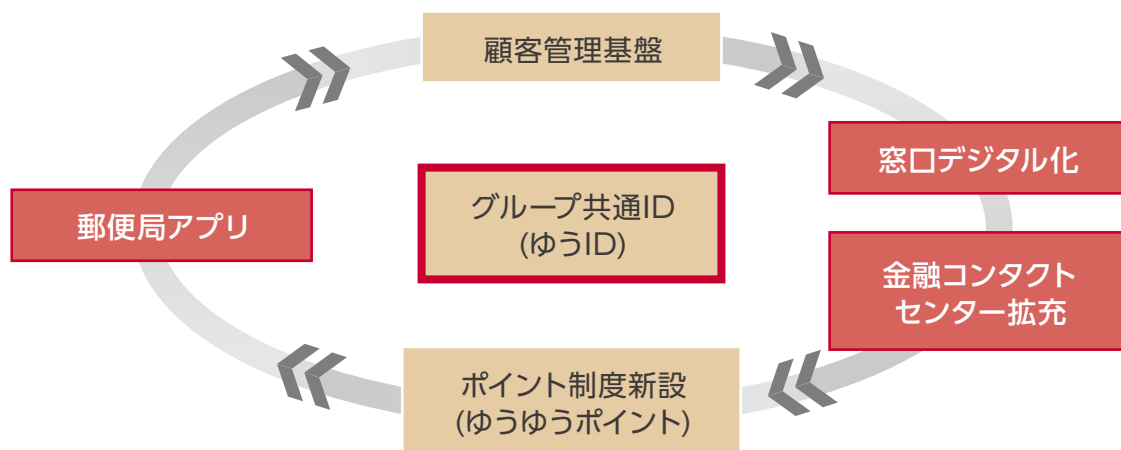 顧客管理基盤
窓口デジタル化
グループ共通ID
(ゆうID)
郵便局アプリ
金融コンタクト
センター拡充
ポイント制度新設
(ゆうゆうポイント)